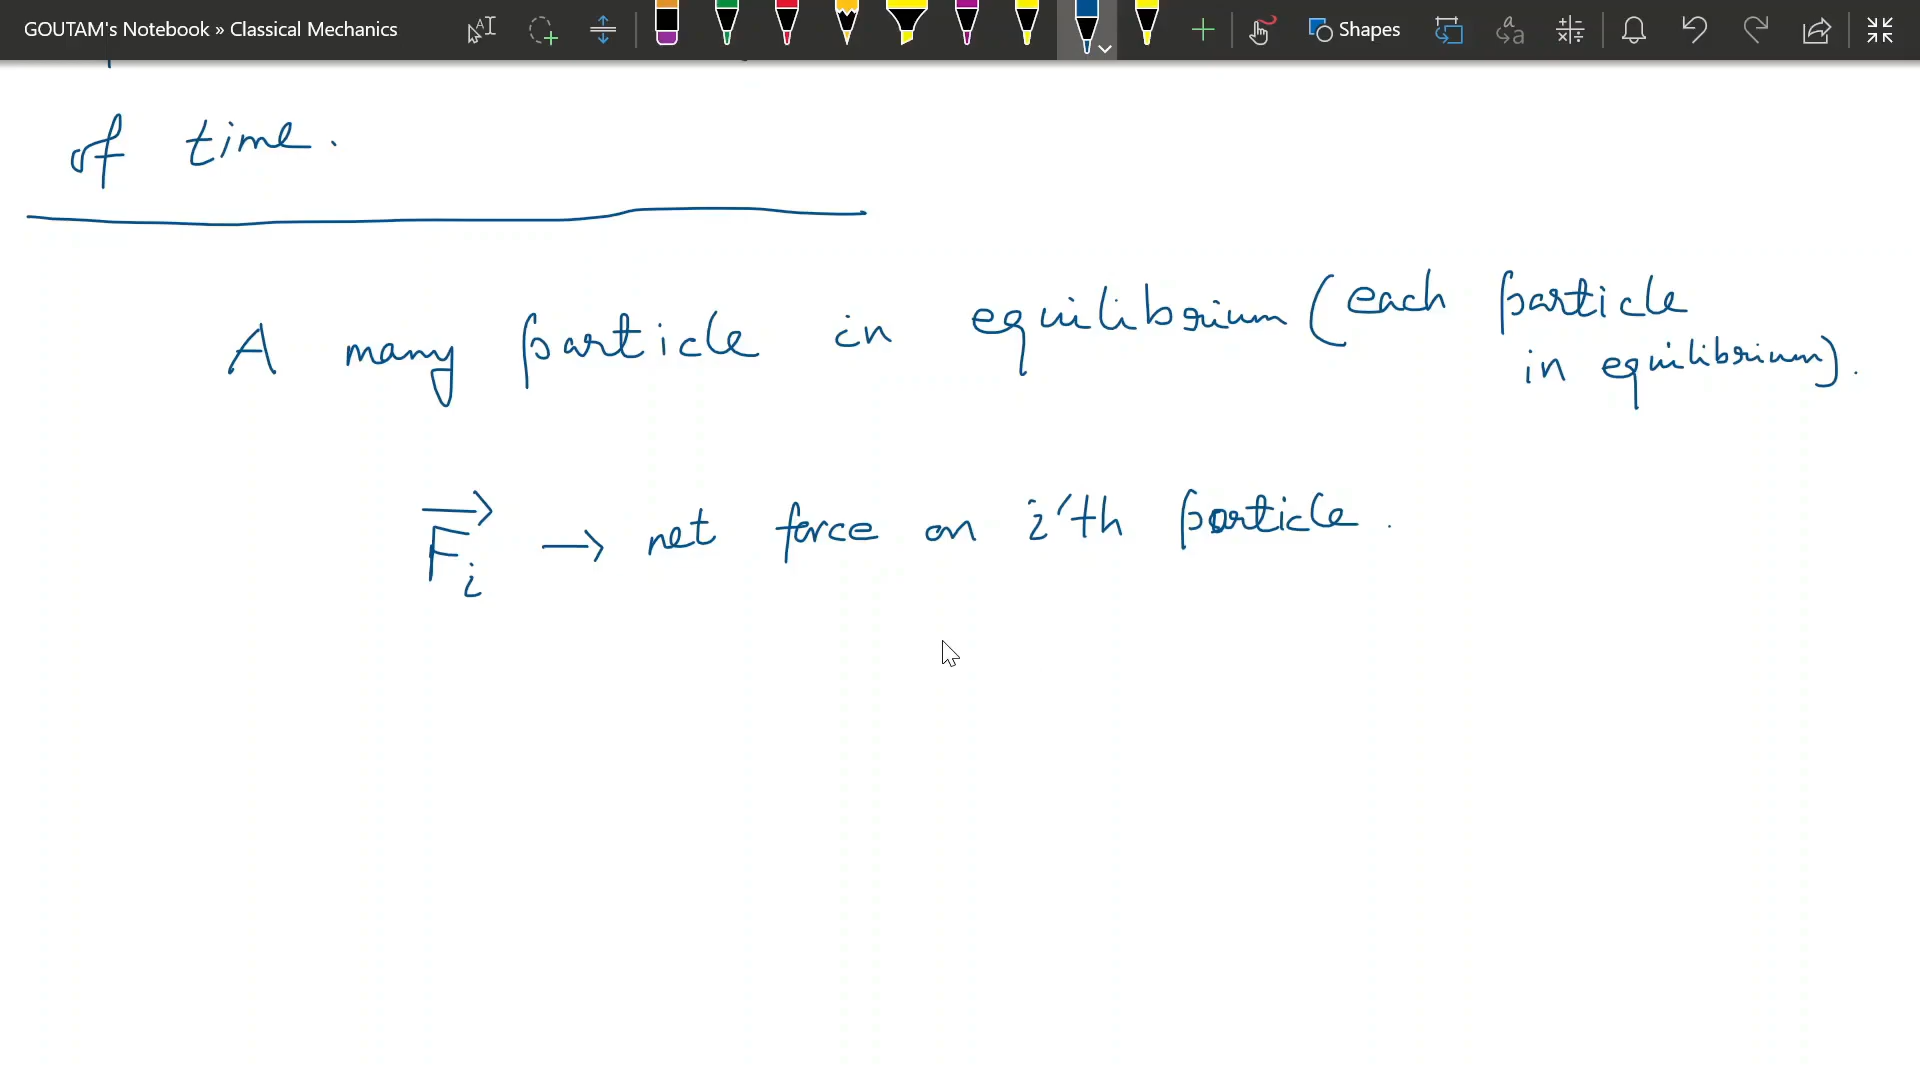 GOUTAM's Notebook » Classical Mechanics
Shapes
of time.
A many particle in equilibrium (each particle
in equilibrium).
F⃗i → net force on i'th particle.